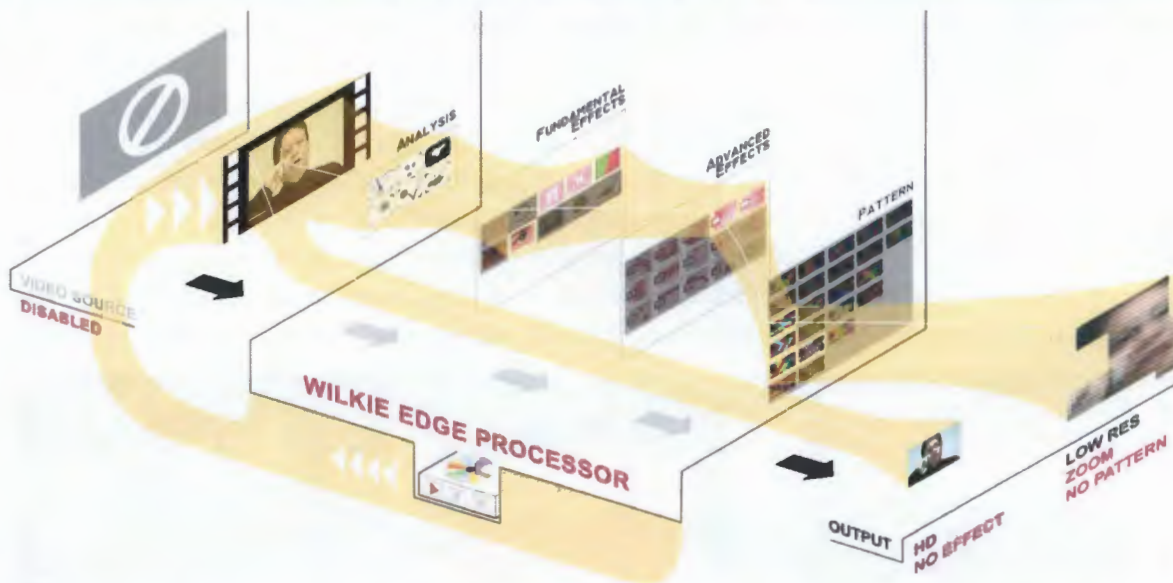 VIDEO SOURCE
DISABLED
ANALYSIS
FUNDAMENTAL
EFFECTS
ADVANCED
EFFECTS
PATTERN
WILKIE EDGE PROCESSOR
OUTPUT
HD
NO EFFECT
LOW RES
ZOOM
NO PATTERN